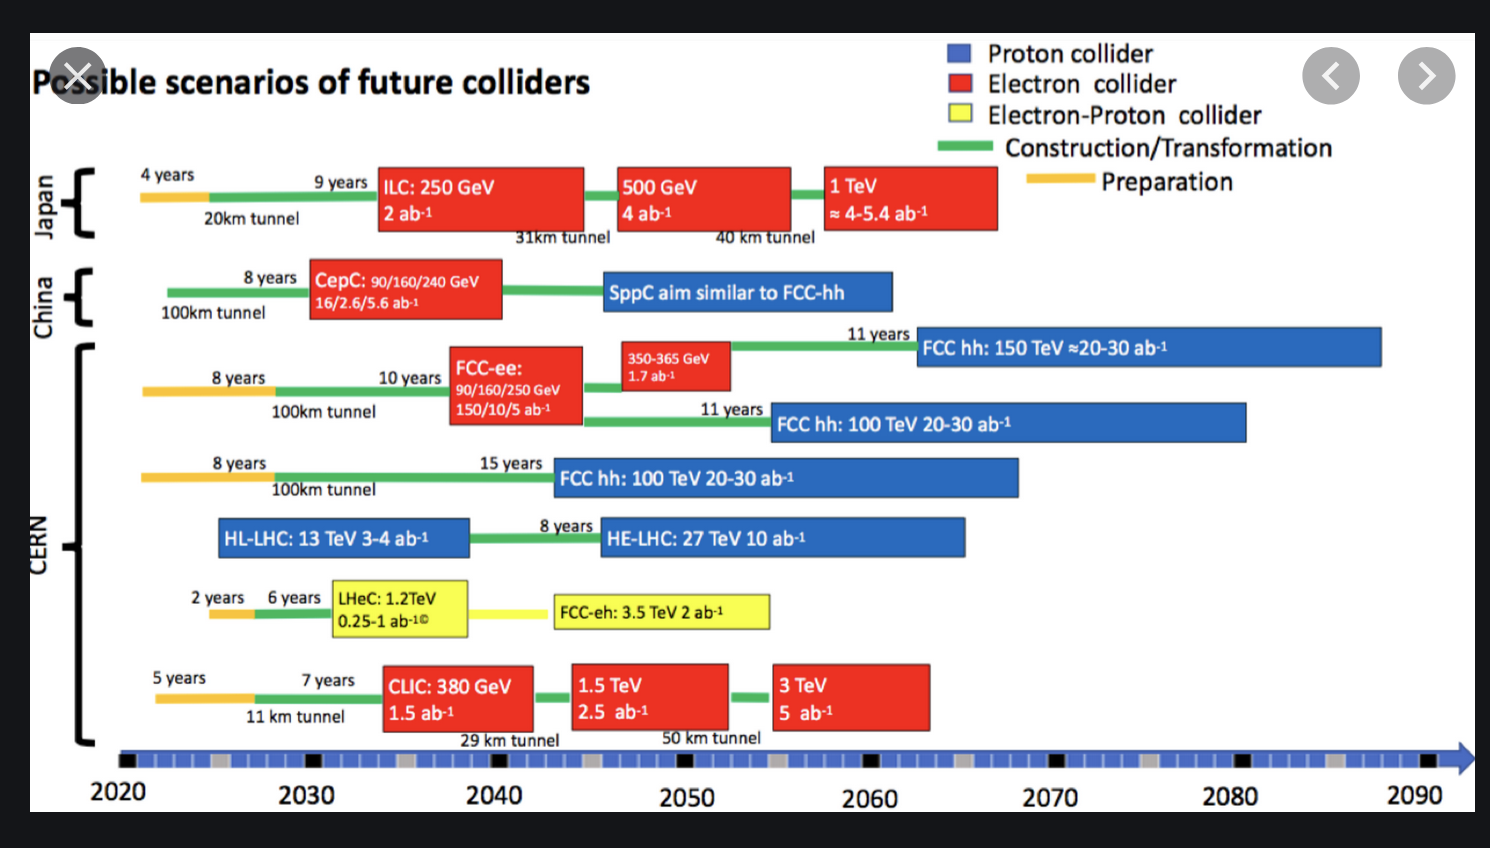 Possible scenarios of future colliders
Proton collider
Electron collider
Electron-Proton collider
Construction/Transformation
Preparation
Japan
4 years
9 years
20km tunnel
ILC: 250 GeV
2 ab-1
31km tunnel
500 GeV
4 ab-1
40 km tunnel
1 TeV
≈ 4-5.4 ab-1
China
8 years
100km tunnel
CepC: 90/160/240 GeV
16/2.6/5.6 ab-1
SppC aim similar to FCC-hh
CERN
8 years
10 years
100km tunnel
FCC-ee:
90/160/250 GeV
150/10/5 ab-1
350-365 GeV
1.7 ab-1
11 years
FCC hh: 150 TeV ≈20-30 ab-1
11 years
FCC hh: 100 TeV 20-30 ab-1
8 years
15 years
100km tunnel
FCC hh: 100 TeV 20-30 ab-1
HL-LHC: 13 TeV 3-4 ab-1
8 years
HE-LHC: 27 TeV 10 ab-1
2 years
6 years
LHeC: 1.2TeV
0.25-1 ab-1©
FCC-eh: 3.5 TeV 2 ab-1
5 years
7 years
11 km tunnel
CLIC: 380 GeV
1.5 ab-1
29 km tunnel
1.5 TeV
2.5 ab-1
50 km tunnel
3 TeV
5 ab-1
2020
2030
2040
2050
2060
2070
2080
2090